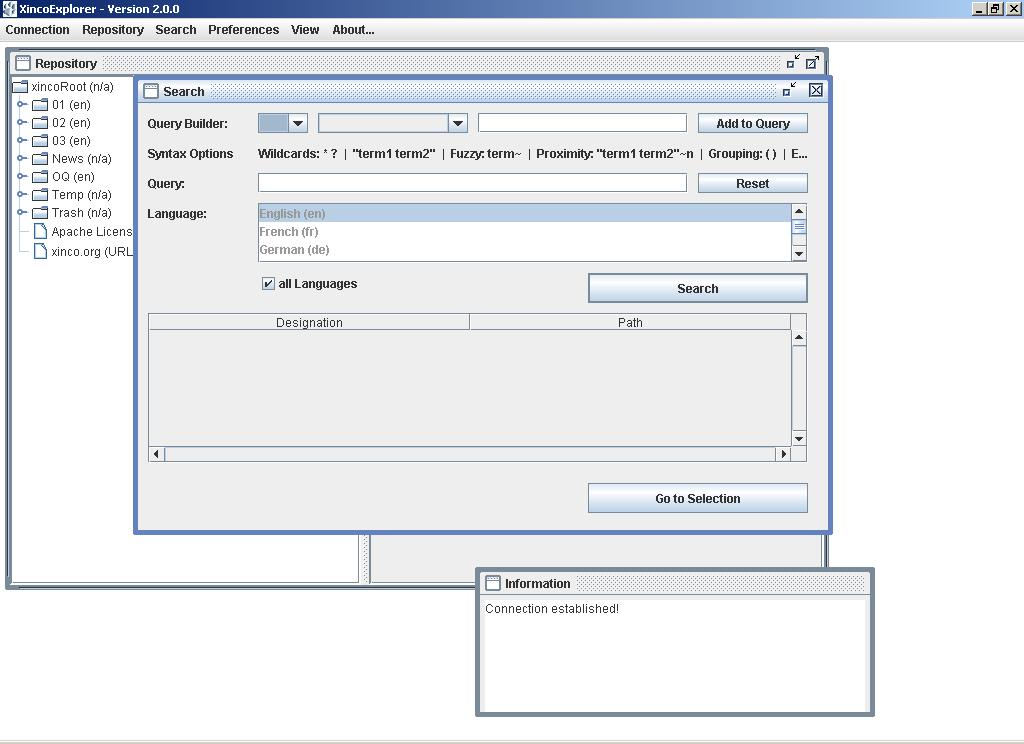 XincoExplorer - Version 2.0.0
Connection Repository Search Preferences View About...
Repository
xincoRoot (n/a)
01 (en)
02 (en)
03 (en)
News (n/a)
OQ (en)
Temp (n/a)
Trash (n/a)
Apache Licens
xinco.org (URL
Search
Query Builder: Add to Query
Syntax Options Wildcards: * ? | "term1 term2" | Fuzzy: term~ | Proximity: "term1 term2"~n | Grouping: ( ) | E...
Query: Reset
Language: English (en)
French (fr)
German (de)
all Languages
Search
Designation Path
Go to Selection
Information
Connection established!